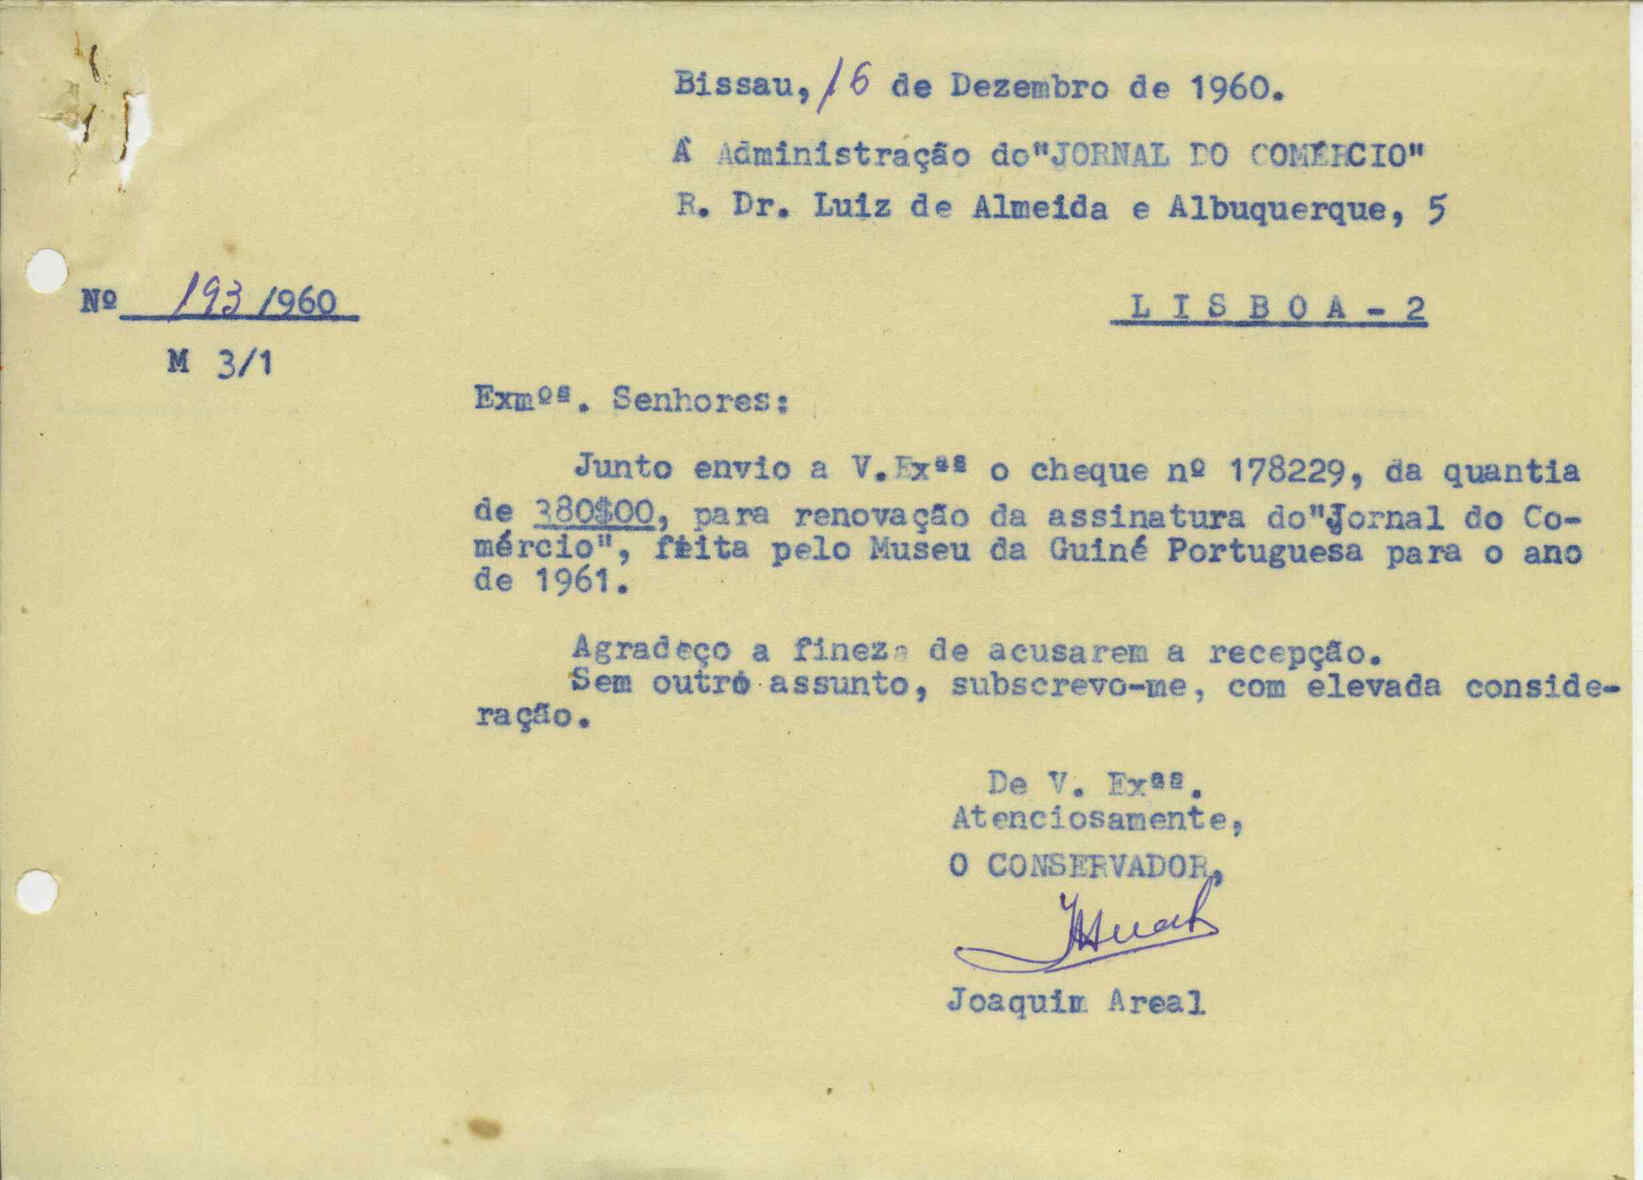 Bissau, 16 de Dezembro de 1960.
Á Administração do"JORNAL DO COMÉRCIO"
R. Dr. Luiz de Almeida e Albuquerque, 5
Nº 193/1960
L I S B O A - 2
M 3/1
Exmºs. Senhores:
Junto envio a V.Exªs o cheque nº 178229, da quantia
de 380$00, para renovação da assinatura do"Jornal do Co-
mércio", feita pelo Museu da Guiné Portuguesa para o ano
de 1961.
Agradeço a fineza de acusarem a recepção.
Sem outro assunto, subscrevo-me, com elevada conside-
ração.
De V. Exªs.
Atenciosamente,
O CONSERVADOR,
Joaquim Areal